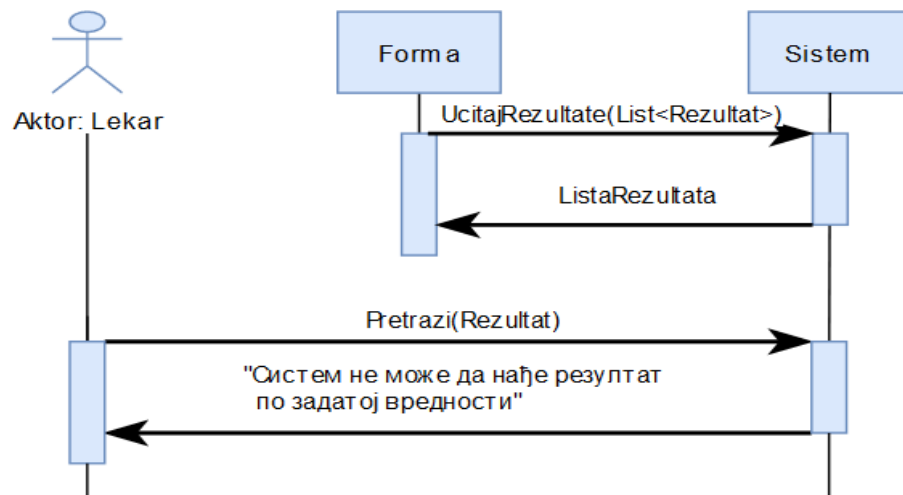 Forma
Sistem
Aktor: Lekar
UcitajRezultate(List<Rezultat>)
ListaRezultata
Pretrazi(Rezultat)
"Систем не може да нађе резултат
по задатој вредности"